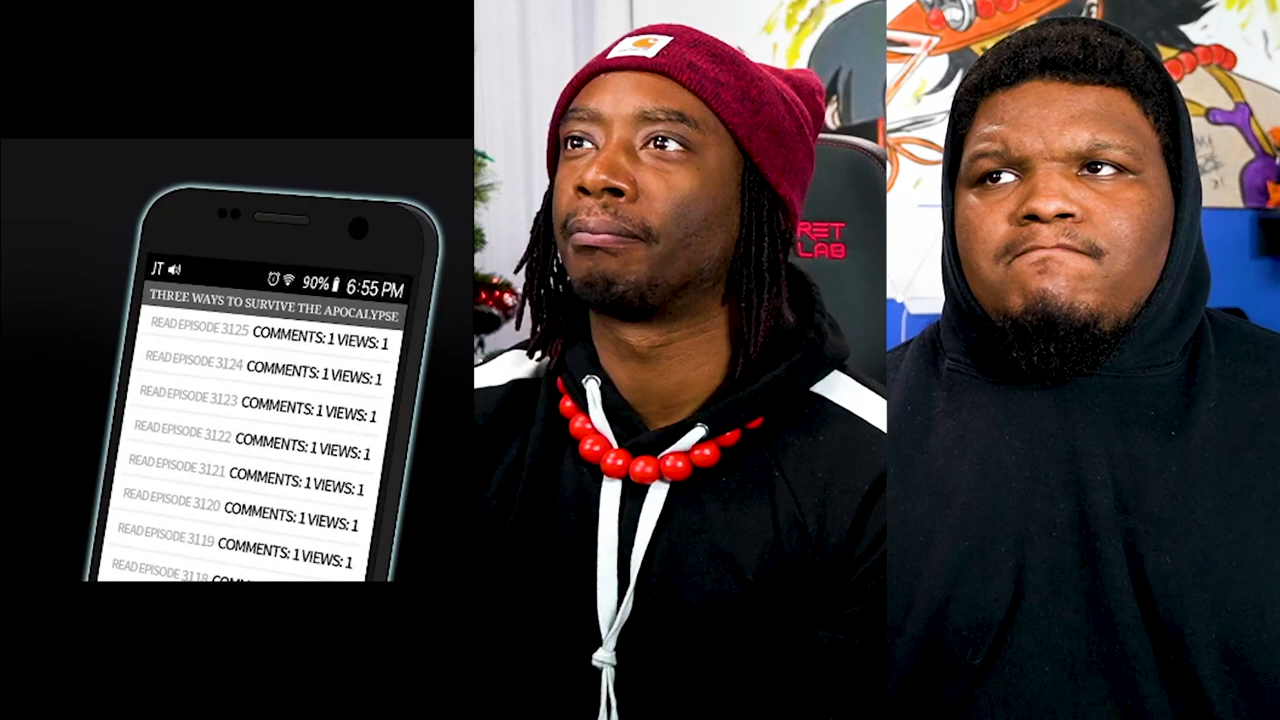 JT 90% 6:55 PM
THREE WAYS TO SURVIVE THE APOCALYPSE
READ EPISODE 3125 COMMENTS: 1 VIEWS: 1
READ EPISODE 3124 COMMENTS: 1 VIEWS: 1
READ EPISODE 3123 COMMENTS: 1 VIEWS: 1
READ EPISODE 3122 COMMENTS: 1 VIEWS: 1
READ EPISODE 3121 COMMENTS: 1 VIEWS: 1
READ EPISODE 3120 COMMENTS: 1 VIEWS: 1
READ EPISODE 3119 COMMENTS: 1 VIEWS: 1
READ EPISODE 3118
carhartt
RET
LAB